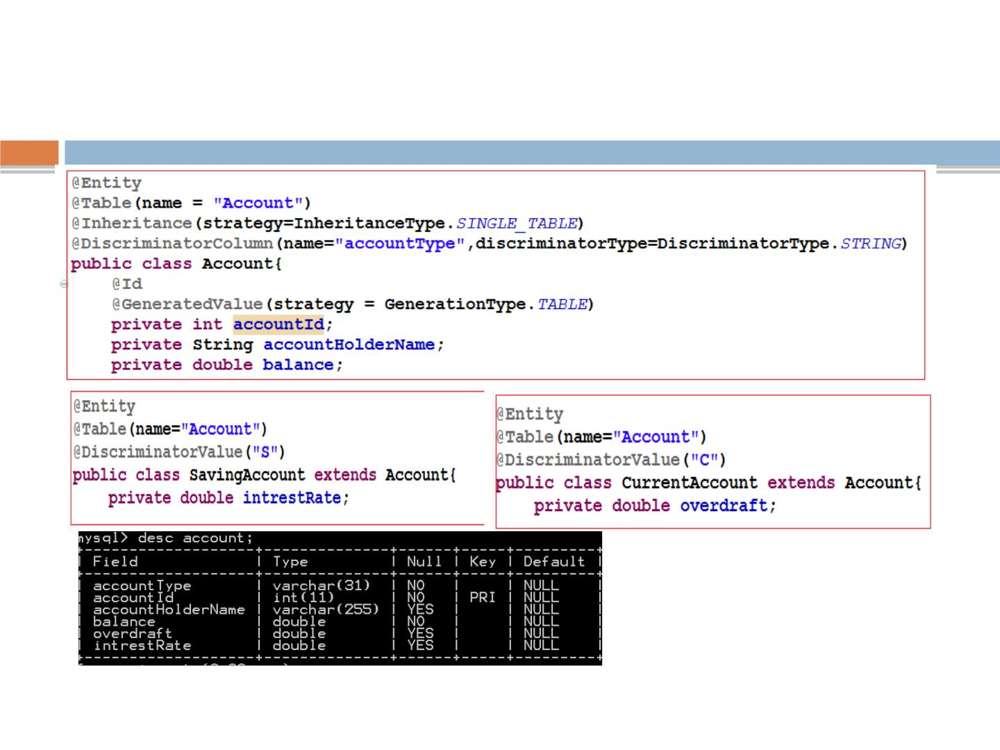 @Entity
@Table(name = "Account")
@Inheritance(strategy=InheritanceType.SINGLE_TABLE)
@DiscriminatorColumn(name="accountType",discriminatorType=DiscriminatorType.STRING)
public class Account{
@Id
@GeneratedValue(strategy = GenerationType.TABLE)
private int accountId;
private String accountHolderName;
private double balance;
@Entity
@Table(name="Account")
@DiscriminatorValue("S")
public class SavingAccount extends Account{
private double intrestRate;
@Entity
@Table(name="Account")
@DiscriminatorValue("C")
public class CurrentAccount extends Account{
private double overdraft;
mysql> desc account;
+--------------------+--------------+------+-----+---------+
| Field | Type | Null | Key | Default |
+--------------------+--------------+------+-----+---------+
| accountType | varchar(31) | NO | | NULL |
| accountId | int(11) | NO | PRI | NULL |
| accountHolderName | varchar(255) | YES | | NULL |
| balance | double | NO | | NULL |
| overdraft | double | YES | | NULL |
| intrestRate | double | YES | | NULL |
+--------------------+--------------+------+-----+---------+